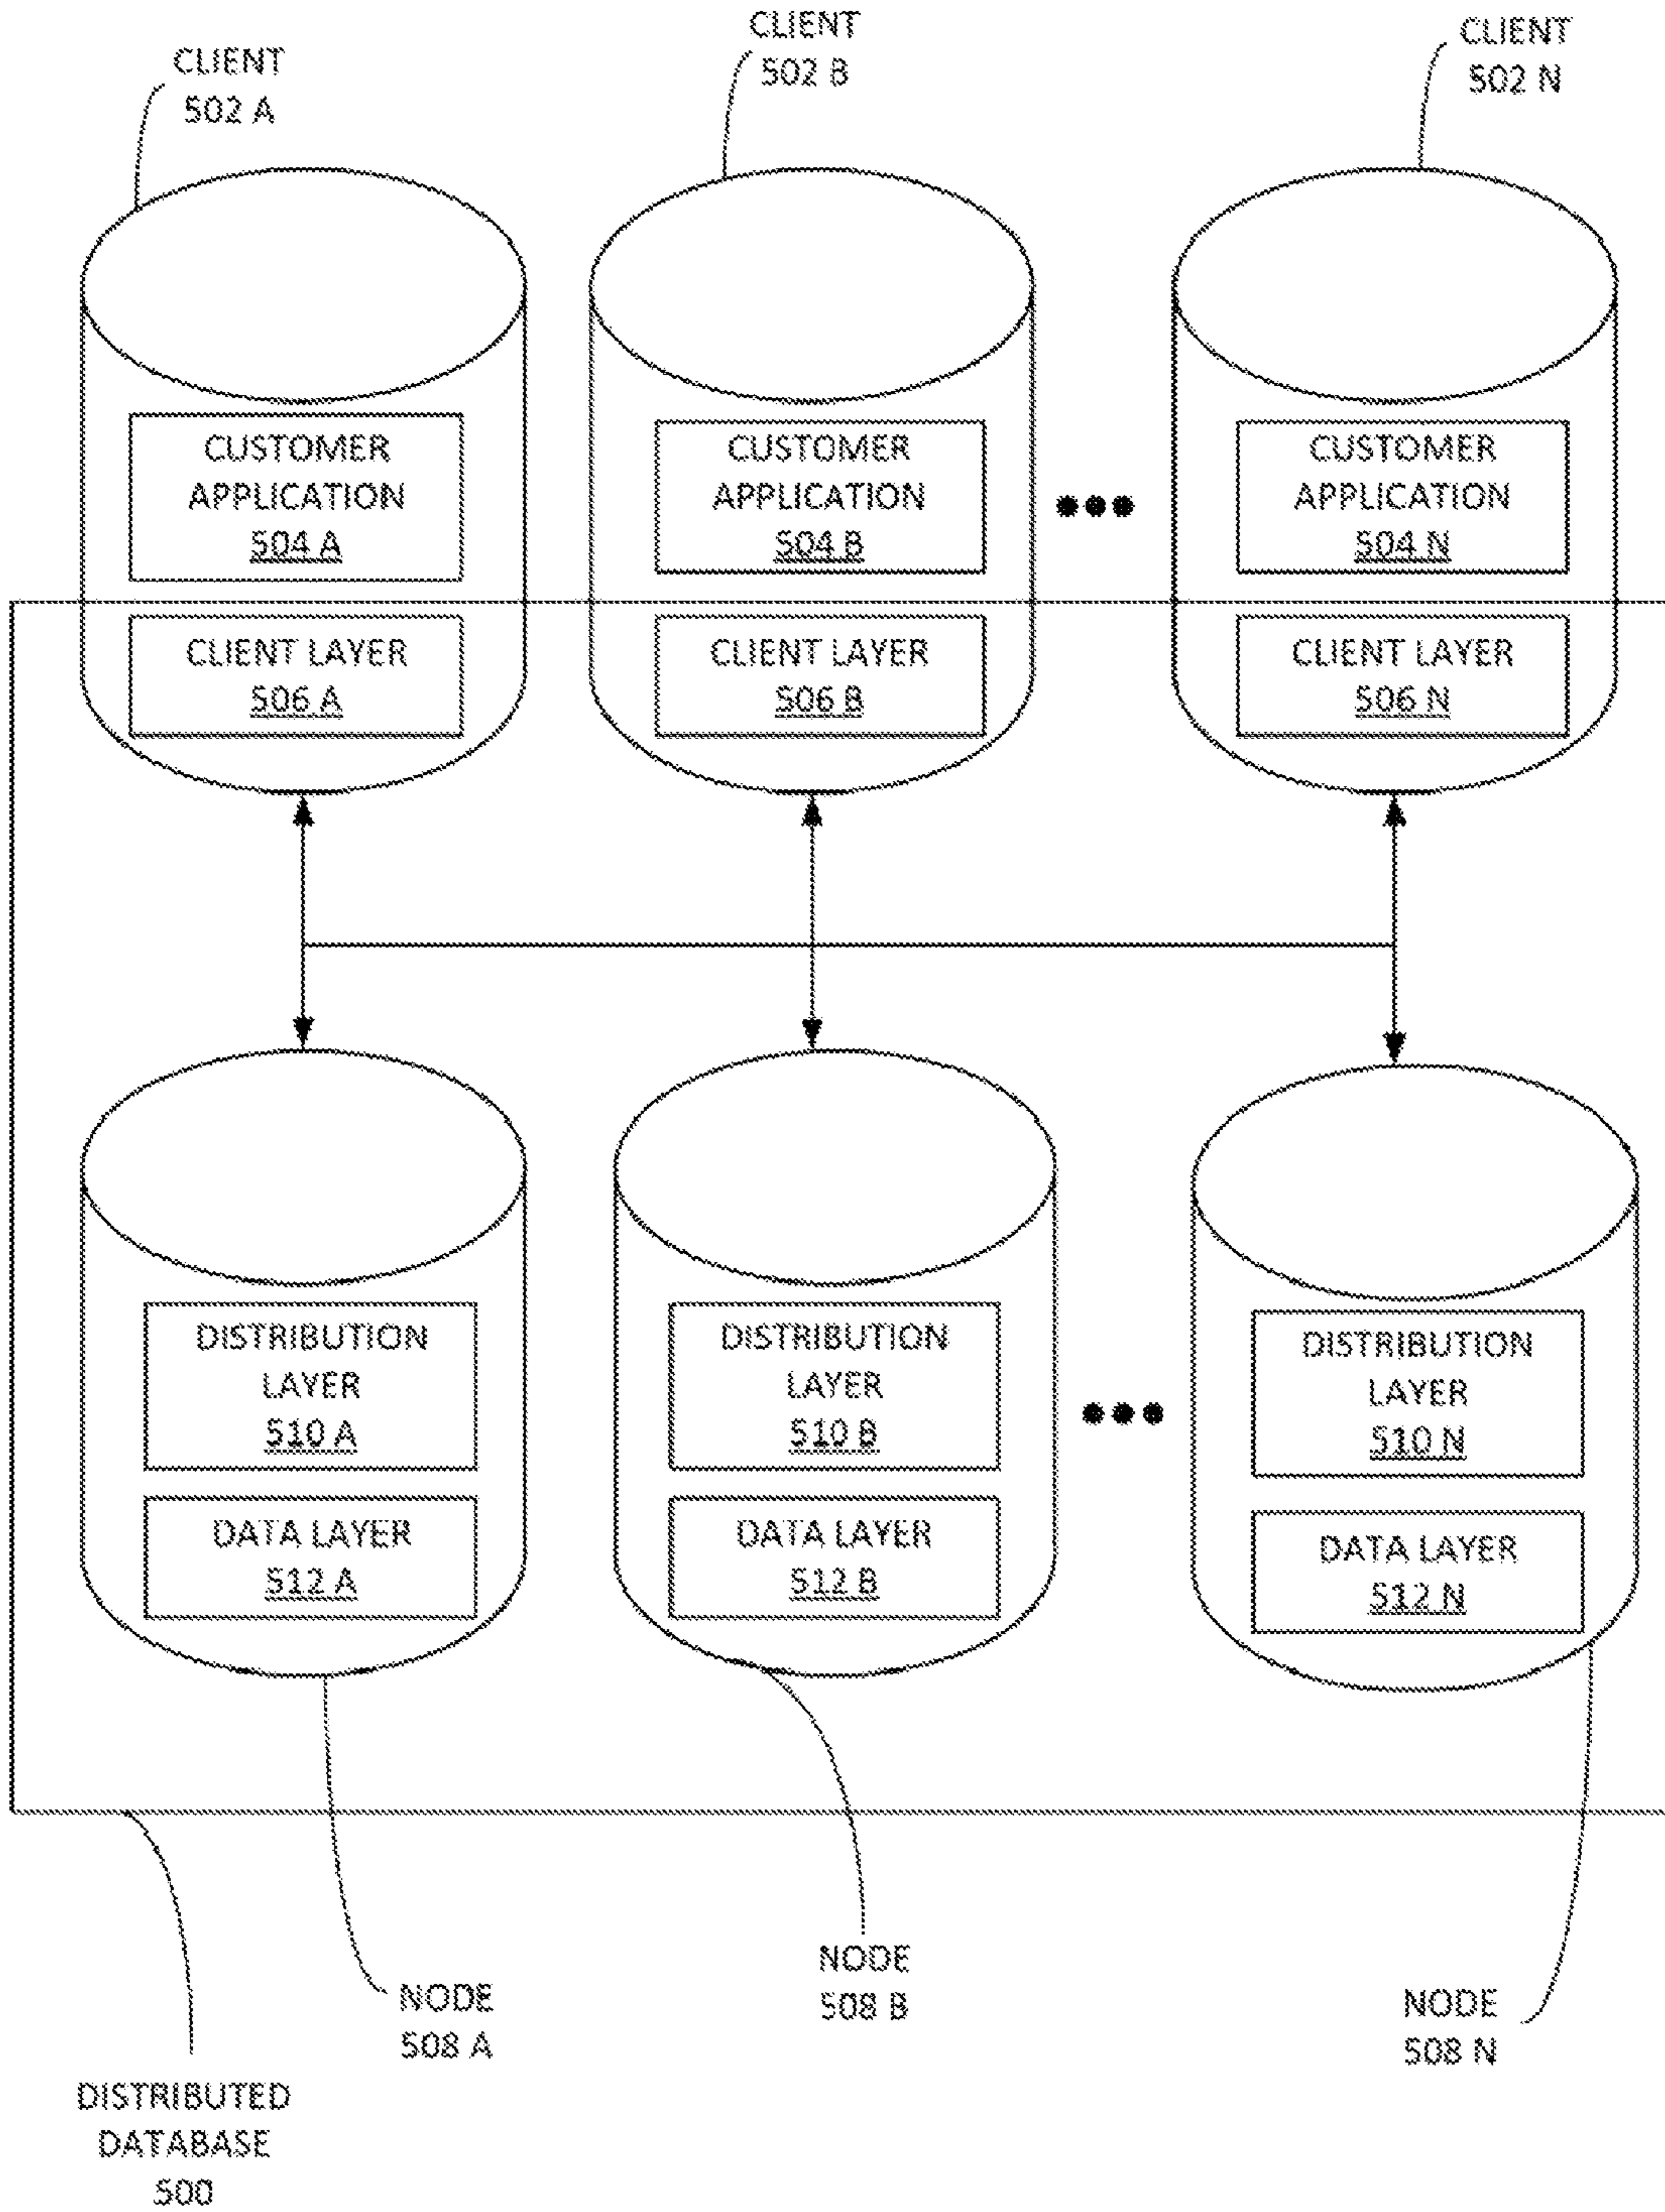 CLIENT
502 A
CLIENT
502 B
CLIENT
502 N
CUSTOMER
APPLICATION
504 A
CUSTOMER
APPLICATION
504 B
CUSTOMER
APPLICATION
504 N
CLIENT LAYER
506 A
CLIENT LAYER
506 B
CLIENT LAYER
506 N
DISTRIBUTION
LAYER
510 A
DISTRIBUTION
LAYER
510 B
DISTRIBUTION
LAYER
510 N
DATA LAYER
512 A
DATA LAYER
512 B
DATA LAYER
512 N
NODE
508 A
NODE
508 B
NODE
508 N
DISTRIBUTED
DATABASE
500